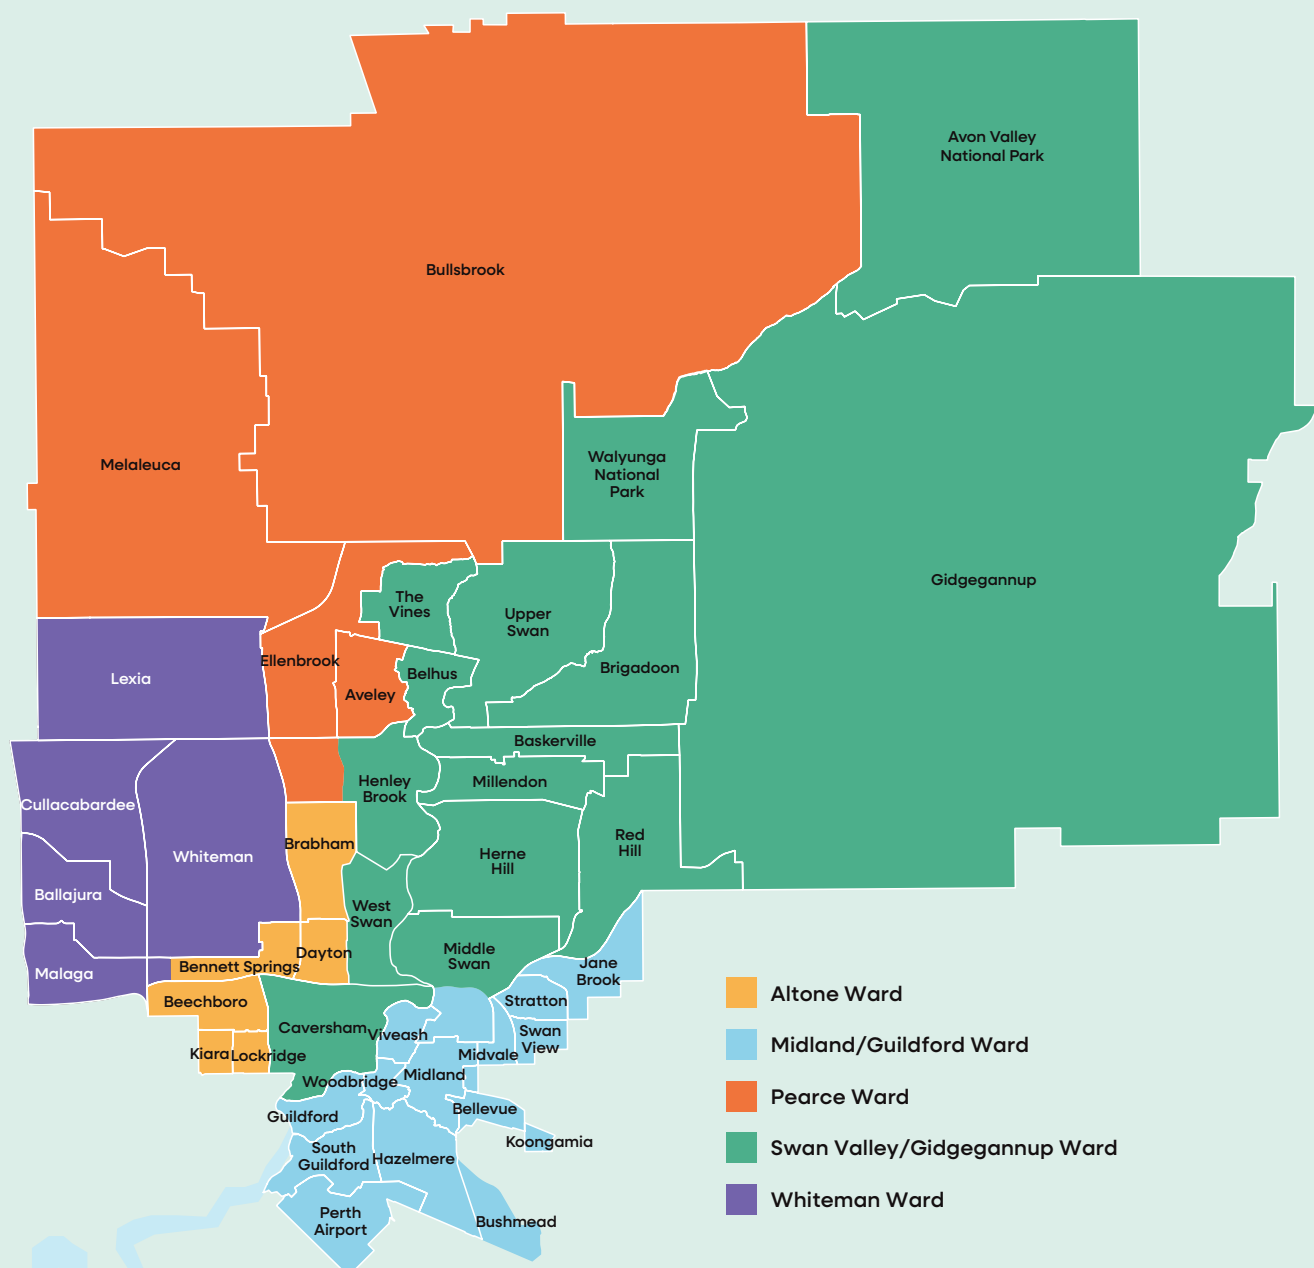 Avon Valley
National Park
Bullsbrook
Melaleuca
Walyunga
National
Park
Gidgegannup
The
Vines
Upper
Swan
Ellenbrook
Lexia
Belhus
Brigadoon
Aveley
Baskerville
Henley
Brook
Millendon
Cullacabardee
Brabham
Whiteman
Herne
Hill
Red
Hill
Ballajura
West
Swan
Dayton
Middle
Swan
Bennett Springs
Malaga
Jane
Brook
Beechboro
Stratton
Caversham
Viveash
Swan
View
Kiara
Lockridge
Midvale
Woodbridge
Midland
Guildford
Bellevue
Koongamia
South
Guildford
Hazelmere
Perth
Airport
Bushmead
Altone Ward
Midland/Guildford Ward
Pearce Ward
Swan Valley/Gidgegannup Ward
Whiteman Ward